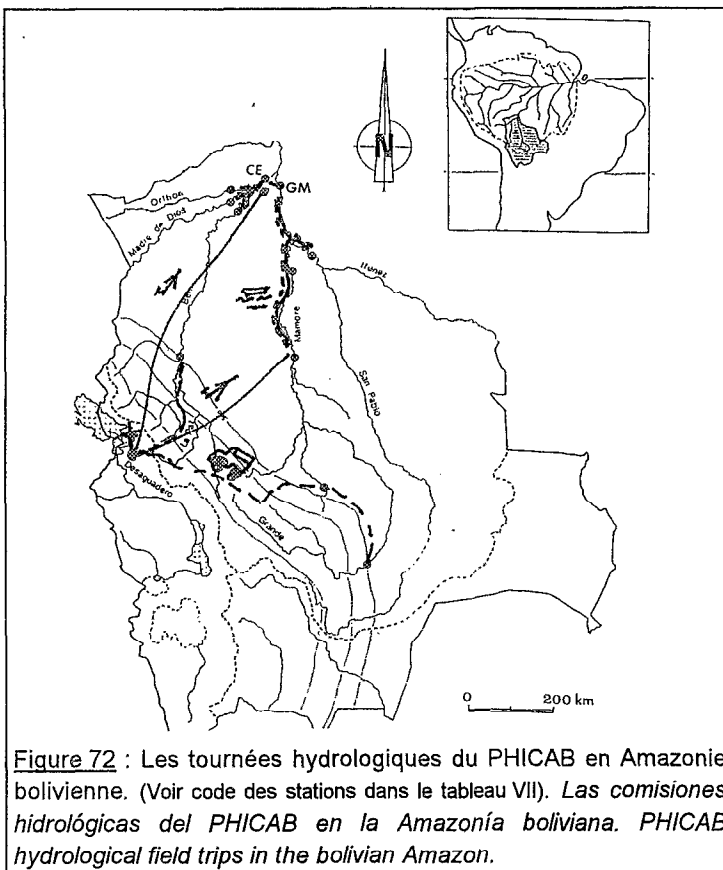 N
CE
GM
Orthon
Madre de Dios
Beni
Itenez
Mamore
San Pablo
Desaguadero
Grande
0 200 km
Figure 72 : Les tournées hydrologiques du PHICAB en Amazonie
bolivienne. (Voir code des stations dans le tableau VII). Las comisiones
hidrológicas del PHICAB en la Amazonía boliviana. PHICAB
hydrological field trips in the bolivian Amazon.